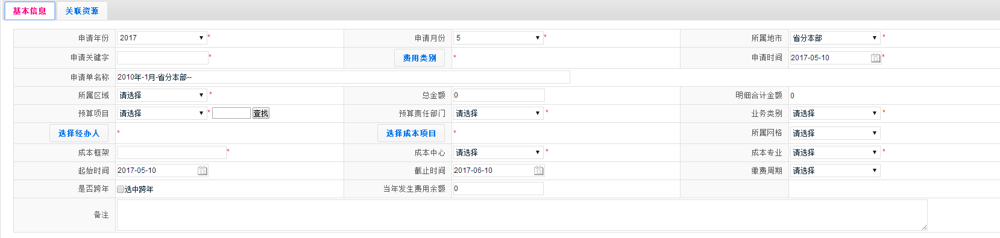 基本信息 关联资源
申请年份 2017 * 申请月份 5 * 所属地市 省分本部 *
申请关键字 * 费用类别 * 申请时间 2017-05-10 12 *
申请单名称 2010年-1月-省分本部--
所属区域 请选择 * 总金额 0 明细合计金额 0
预算项目 请选择 * 查找 预算责任部门 请选择 * 业务类别 请选择 *
选择经办人 * 选择成本项目 * 所属网格 请选择
成本框架 * 成本中心 请选择 * 成本专业 请选择 *
起始时间 2017-05-10 12 截止时间 2017-06-10 12 缴费周期 请选择
是否跨年 选中跨年 当年发生费用余额 0
备注